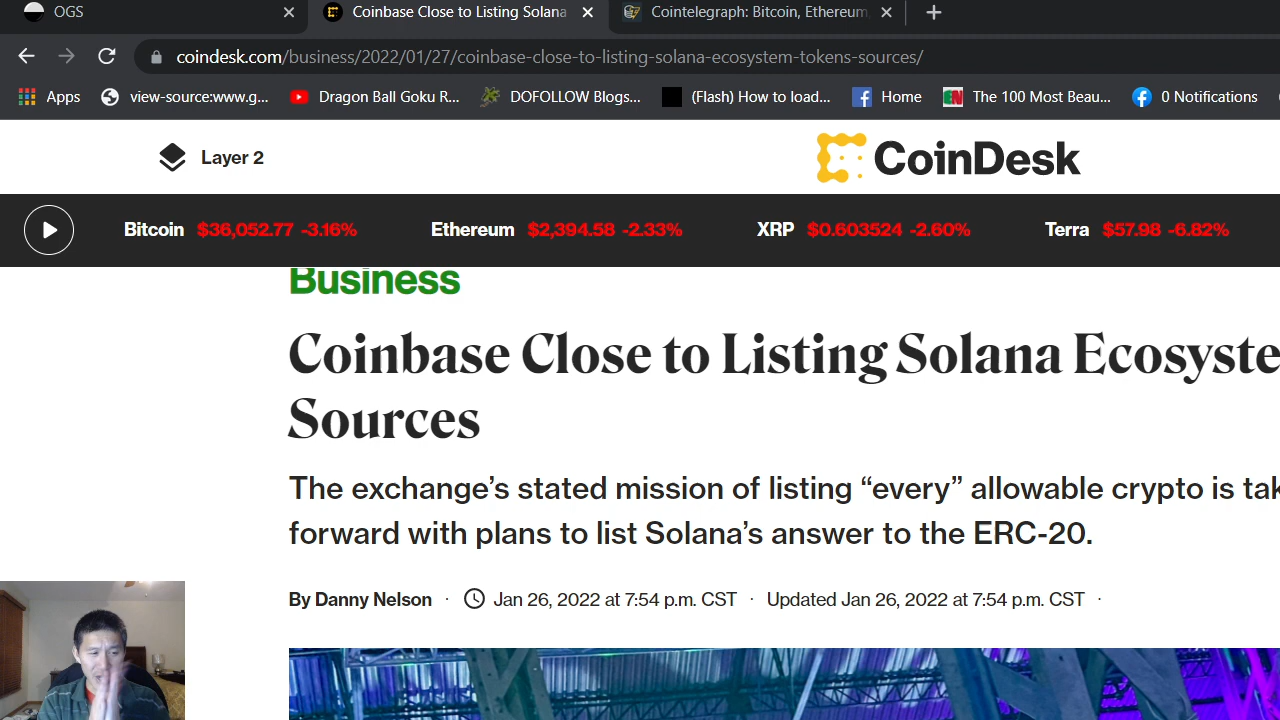 OGS
Coinbase Close to Listing Solana
Cointelegraph: Bitcoin, Ethereum,
coindesk.com/business/2022/01/27/coinbase-close-to-listing-solana-ecosystem-tokens-sources/
Apps view-source:www.g... Dragon Ball Goku R... DOFOLLOW Blogs... (Flash) How to load... Home The 100 Most Beau... 0 Notifications
Layer 2
CoinDesk
Bitcoin $36,052.77 -3.16% Ethereum $2,394.58 -2.33% XRP $0.603524 -2.60% Terra $57.98 -6.82%
Business
Coinbase Close to Listing Solana Ecosyste
Sources
The exchange’s stated mission of listing “every” allowable crypto is tak
forward with plans to list Solana’s answer to the ERC-20.
By Danny Nelson · Jan 26, 2022 at 7:54 p.m. CST · Updated Jan 26, 2022 at 7:54 p.m. CST ·